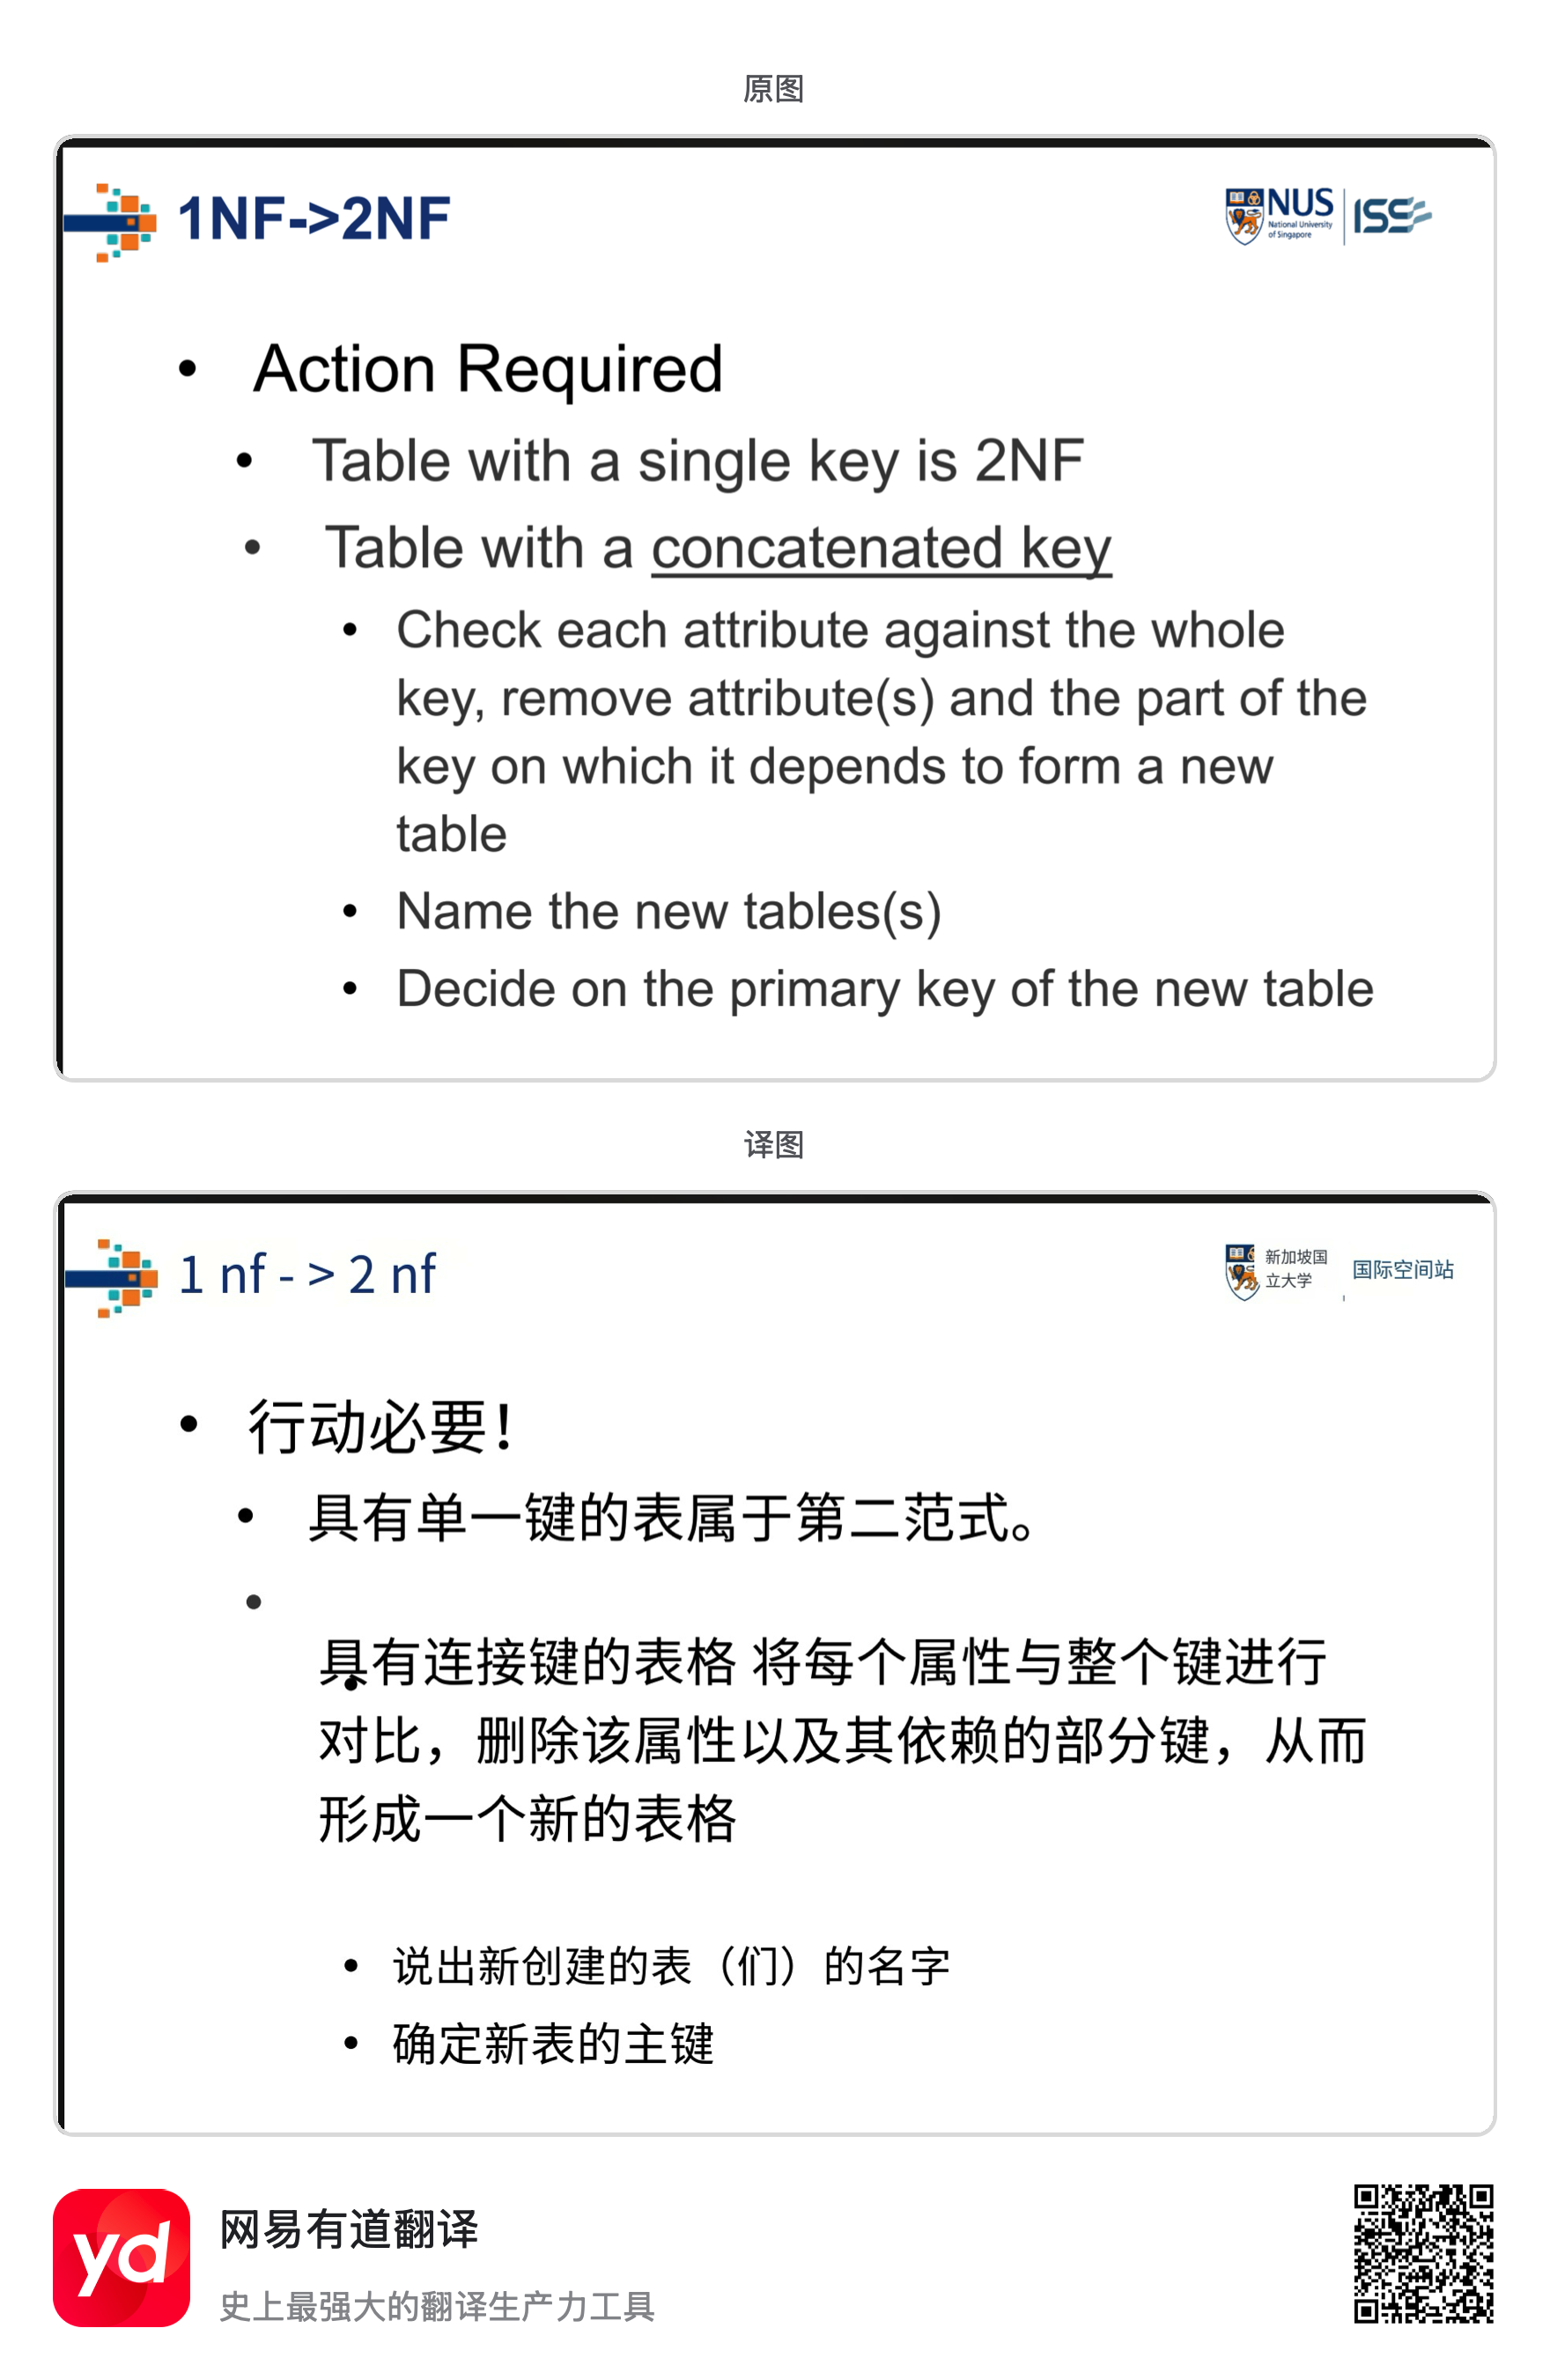 原图
1NF->2NF
NUS
National University
of Singapore
ISS
• Action Required
• Table with a single key is 2NF
• Table with a concatenated key
• Check each attribute against the whole
key, remove attribute(s) and the part of the
key on which it depends to form a new
table
• Name the new tables(s)
• Decide on the primary key of the new table
译图
1 nf - > 2 nf
新加坡国
立大学
国际空间站
• 行动必要！
• 具有单一键的表属于第二范式。
•
具有连接键的表格 将每个属性与整个键进行
对比，删除该属性以及其依赖的部分键，从而
形成一个新的表格
• 说出新创建的表（们）的名字
• 确定新表的主键
yd
网易有道翻译
史上最强大的翻译生产力工具